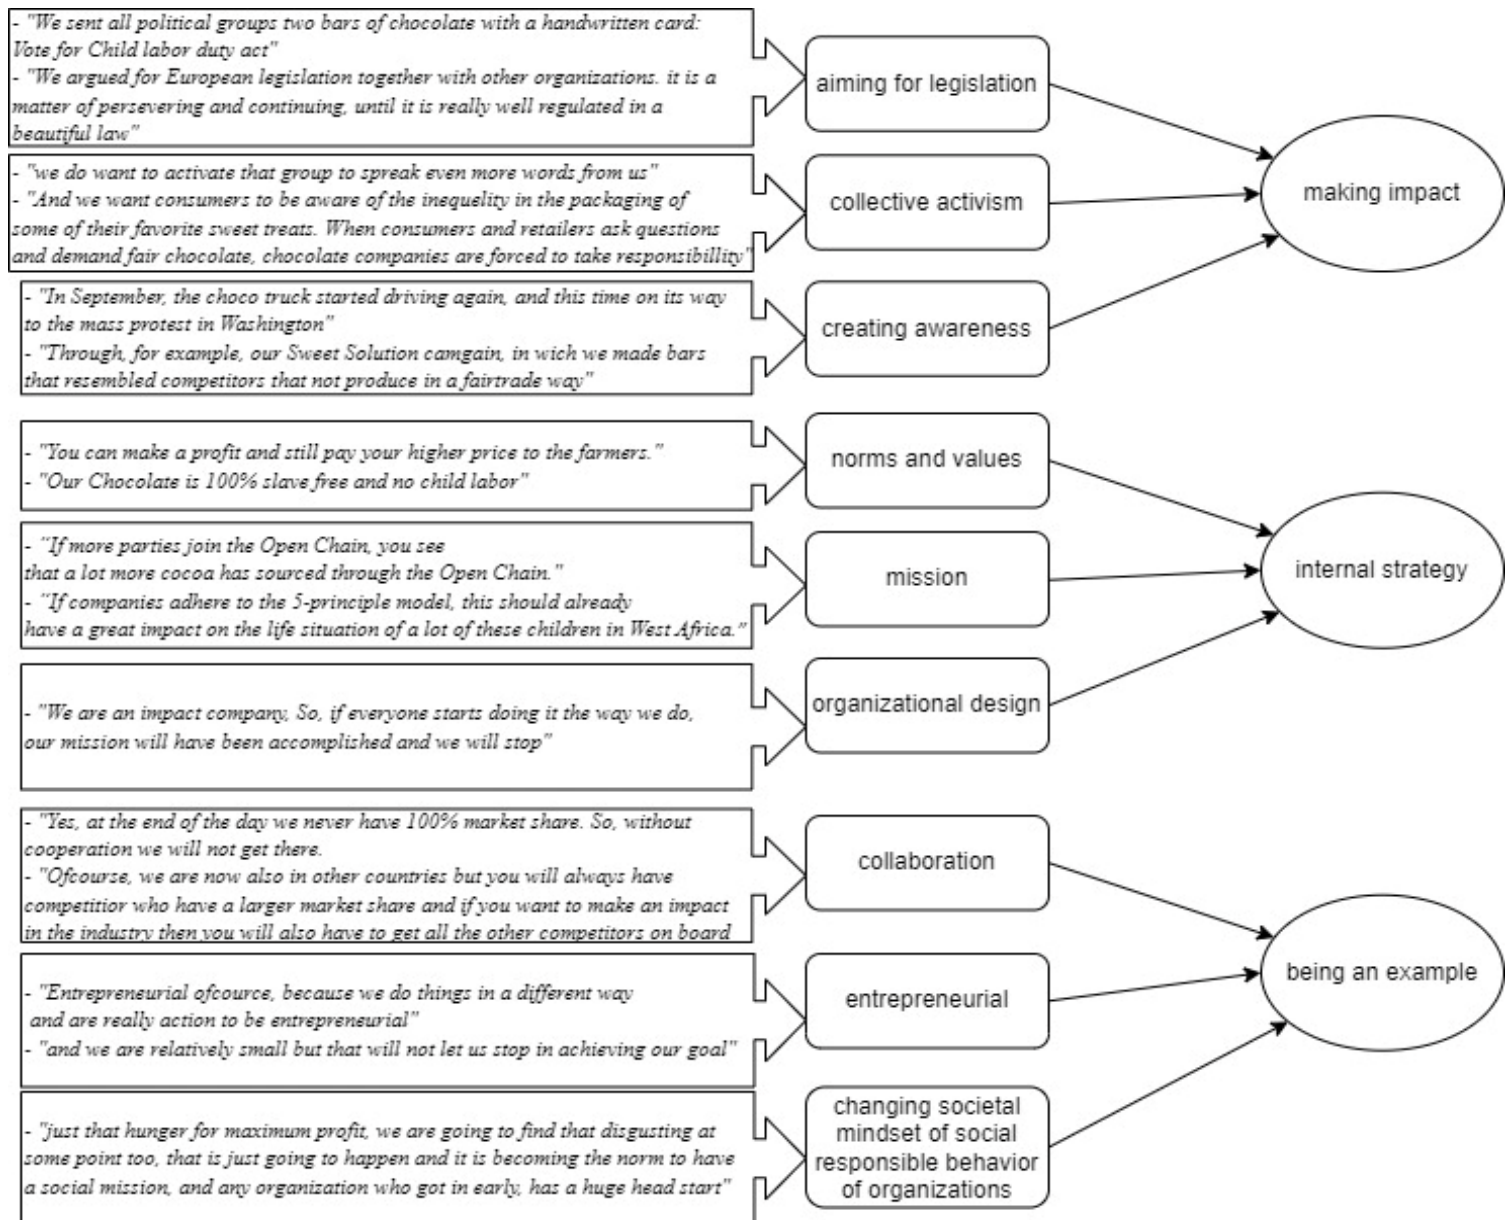 - "We sent all political groups two bars of chocolate with a handwritten card:
Vote for Child labor duty act"
- "We argued for European legislation together with other organizations. it is a
matter of persevering and continuing, until it is really well regulated in a
beautiful law"
aiming for legislation
- "we do want to activate that group to spreak even more words from us"
- "And we want consumers to be aware of the inequelity in the packaging of
some of their favorite sweet treats. When consumers and retailers ask questions
and demand fair chocolate, chocolate companies are forced to take responsibillity"
collective activism
- "In September, the choco truck started driving again, and this time on its way
to the mass protest in Washington"
- "Through, for example, our Sweet Solution camgain, in wich we made bars
that resembled competitors that not produce in a fairtrade way"
creating awareness
making impact
- "You can make a profit and still pay your higher price to the farmers."
- "Our Chocolate is 100% slave free and no child labor"
norms and values
- "If more parties join the Open Chain, you see
that a lot more cocoa has sourced through the Open Chain."
- "If companies adhere to the 5-principle model, this should already
have a great impact on the life situation of a lot of these children in West Africa."
mission
- "We are an impact company, So, if everyone starts doing it the way we do,
our mission will have been accomplished and we will stop"
organizational design
internal strategy
- "Yes, at the end of the day we never have 100% market share. So, without
cooperation we will not get there.
- "Ofcourse, we are now also in other countries but you will always have
competitior who have a larger market share and if you want to make an impact
in the industry then you will also have to get all the other competitors on board
collaboration
- "Entrepreneurial ofcource, because we do things in a different way
and are really action to be entrepreneurial"
- "and we are relatively small but that will not let us stop in achieving our goal"
entrepreneurial
- "just that hunger for maximum profit, we are going to find that disgusting at
some point too, that is just going to happen and it is becoming the norm to have
a social mission, and any organization who got in early, has a huge head start"
changing societal
mindset of social
responsible behavior
of organizations
being an example